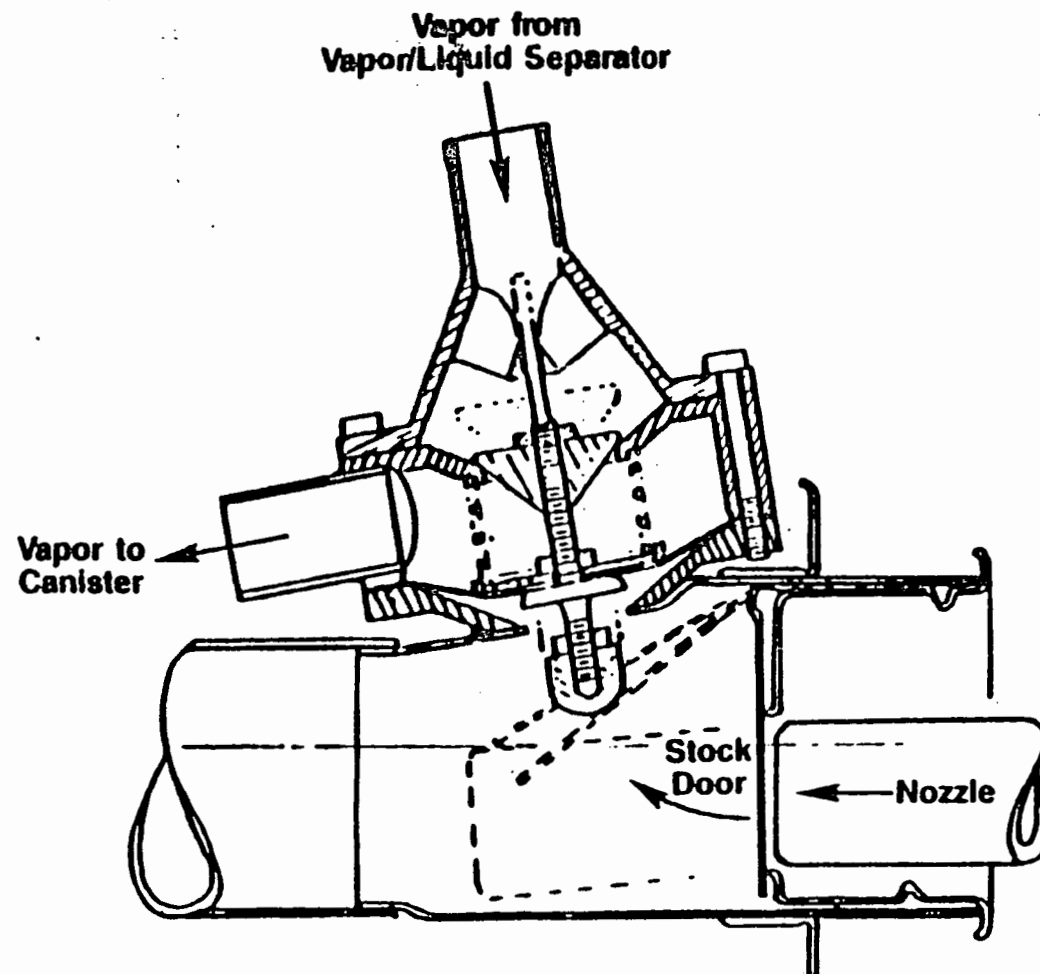 Vapor from
Vapor/Liquid Separator
Vapor to
Canister
Stock
Door
Nozzle